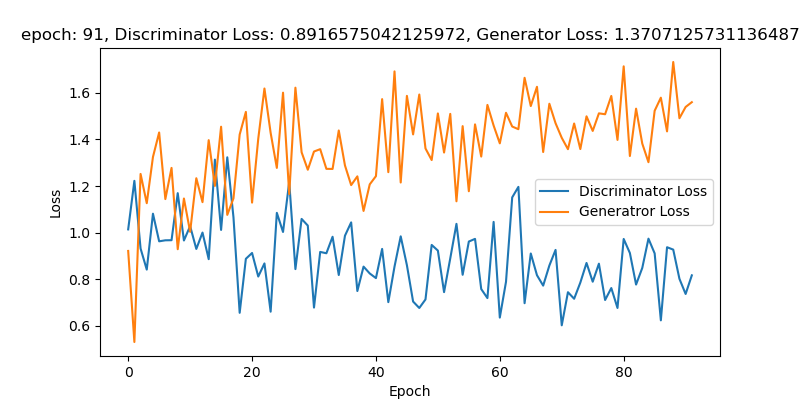 epoch: 91, Discriminator Loss: 0.8916575042125972, Generator Loss: 1.3707125731136487
1.6
1.4
1.2
1.0
0.8
0.6
Loss
Discriminator Loss
Generatror Loss
0
20
40
60
80
Epoch